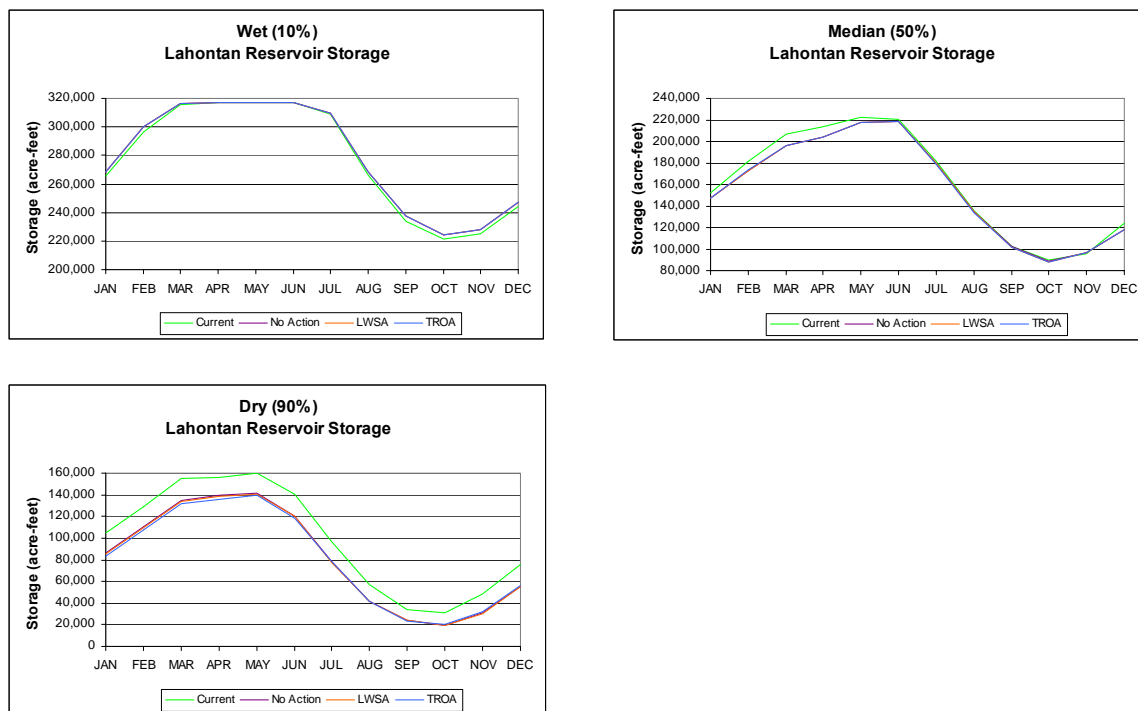 Wet (10%)
Lahontan Reservoir Storage
Storage (acre-feet)
320,000
300,000
280,000
260,000
240,000
220,000
200,000
JAN FEB MAR APR MAY JUN JUL AUG SEP OCT NOV DEC
Current No Action LWSA TROA
Median (50%)
Lahontan Reservoir Storage
Storage (acre-feet)
240,000
220,000
200,000
180,000
160,000
140,000
120,000
100,000
80,000
JAN FEB MAR APR MAY JUN JUL AUG SEP OCT NOV DEC
Current No Action LWSA TROA
Dry (90%)
Lahontan Reservoir Storage
Storage (acre-feet)
160,000
140,000
120,000
100,000
80,000
60,000
40,000
20,000
0
JAN FEB MAR APR MAY JUN JUL AUG SEP OCT NOV DEC
Current No Action LWSA TROA